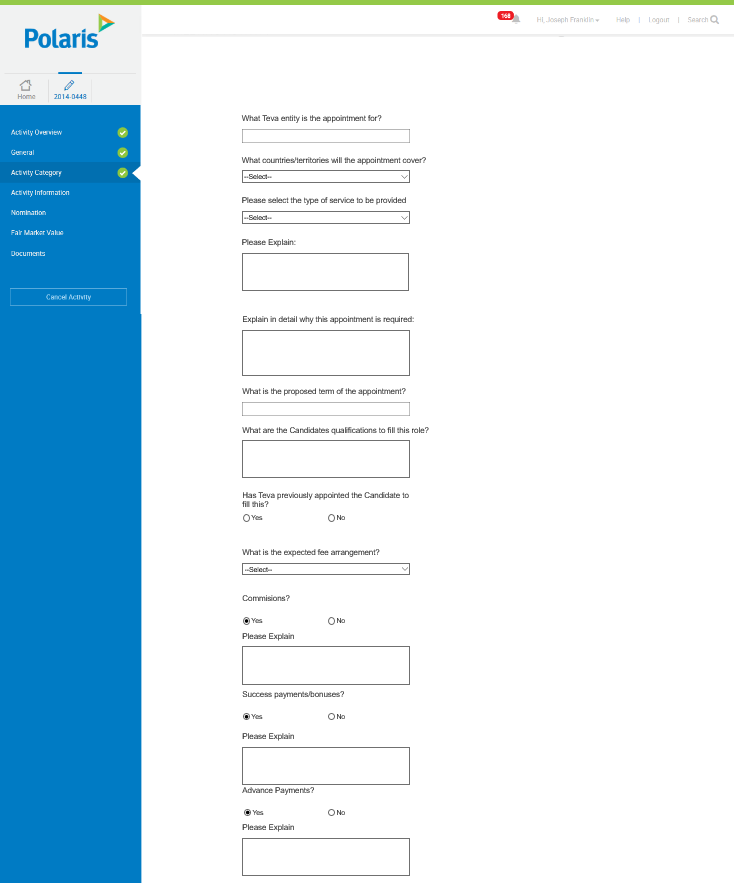 168
Hi, Joseph Franklin
Help | Logout | Search
Polaris
Home
2014-0448
Activity Overview
General
Activity Category
Activity Information
Nomination
Fair Market Value
Documents
Cancel Activity
What Teva entity is the appointment for?
What countries/territories will the appointment cover?
--Select--
Please select the type of service to be provided
--Select--
Please Explain:
Explain in detail why this appointment is required:
What is the proposed term of the appointment?
What are the Candidates qualifications to fill this role?
Has Teva previously appointed the Candidate to
fill this?
Yes No
What is the expected fee arrangement?
--Select--
Commisions?
Yes No
Please Explain
Success payments/bonuses?
Yes No
Please Explain
Advance Payments?
Yes No
Please Explain